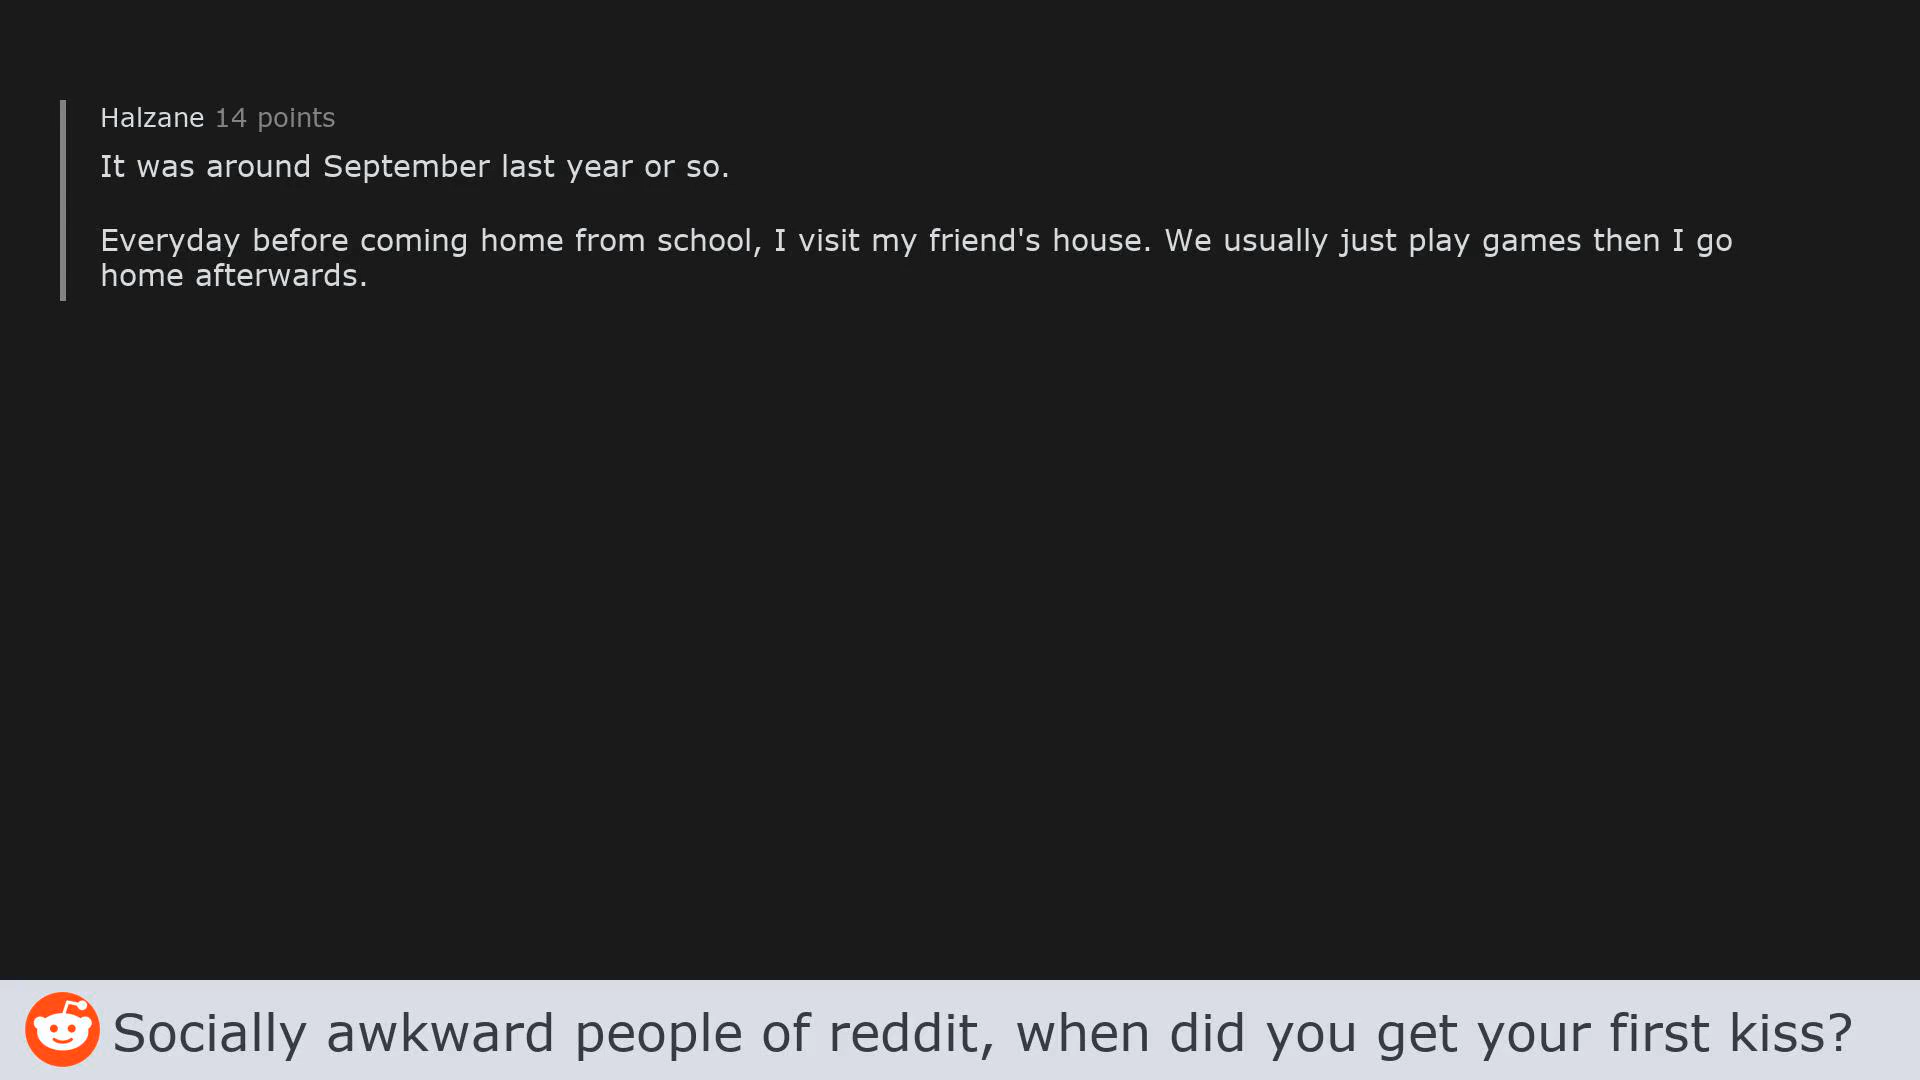 Halzane 14 points
It was around September last year or so.
Everyday before coming home from school, I visit my friend's house. We usually just play games then I go
home afterwards.
Socially awkward people of reddit, when did you get your first kiss?